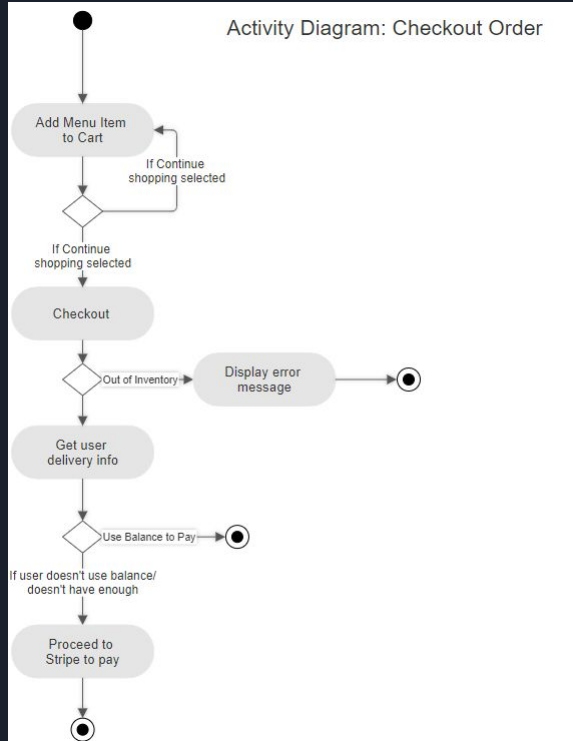 Activity Diagram: Checkout Order
Add Menu Item
to Cart
If Continue
shopping selected
If Continue
shopping selected
Checkout
Out of Inventory
Display error
message
Get user
delivery info
Use Balance to Pay
If user doesn't use balance/
doesn't have enough
Proceed to
Stripe to pay